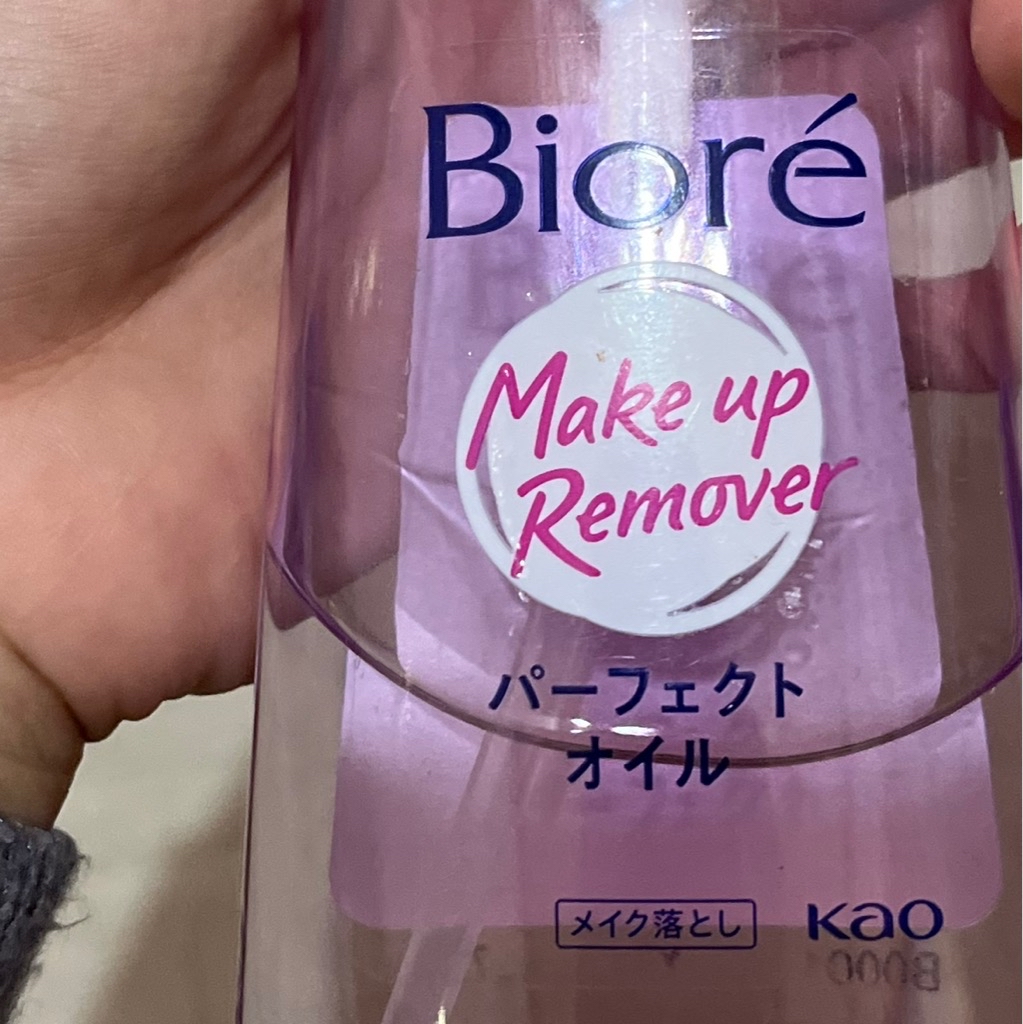 Bioré
Make up
Remover
パーフェクト
オイル
メイク落とし
Kao